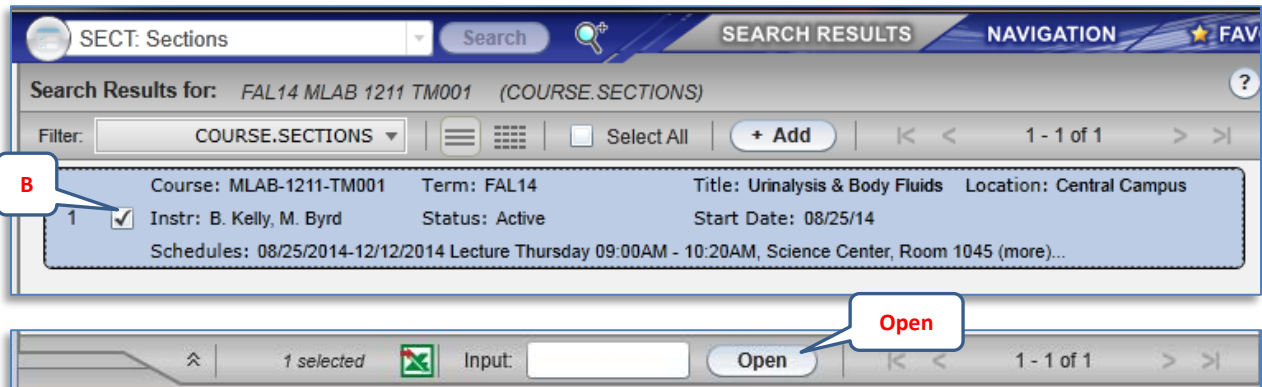 SECT: Sections Search SEARCH RESULTS NAVIGATION FAV
Search Results for: FAL14 MLAB 1211 TM001 (COURSE.SECTIONS) ?
Filter: COURSE.SECTIONS Select All + Add 1 - 1 of 1
B
Course: MLAB-1211-TM001 Term: FAL14 Title: Urinalysis & Body Fluids Location: Central Campus
1 Instr: B. Kelly, M. Byrd Status: Active Start Date: 08/25/14
Schedules: 08/25/2014-12/12/2014 Lecture Thursday 09:00AM - 10:20AM, Science Center, Room 1045 (more)...
Open
1 selected Input: Open 1 - 1 of 1